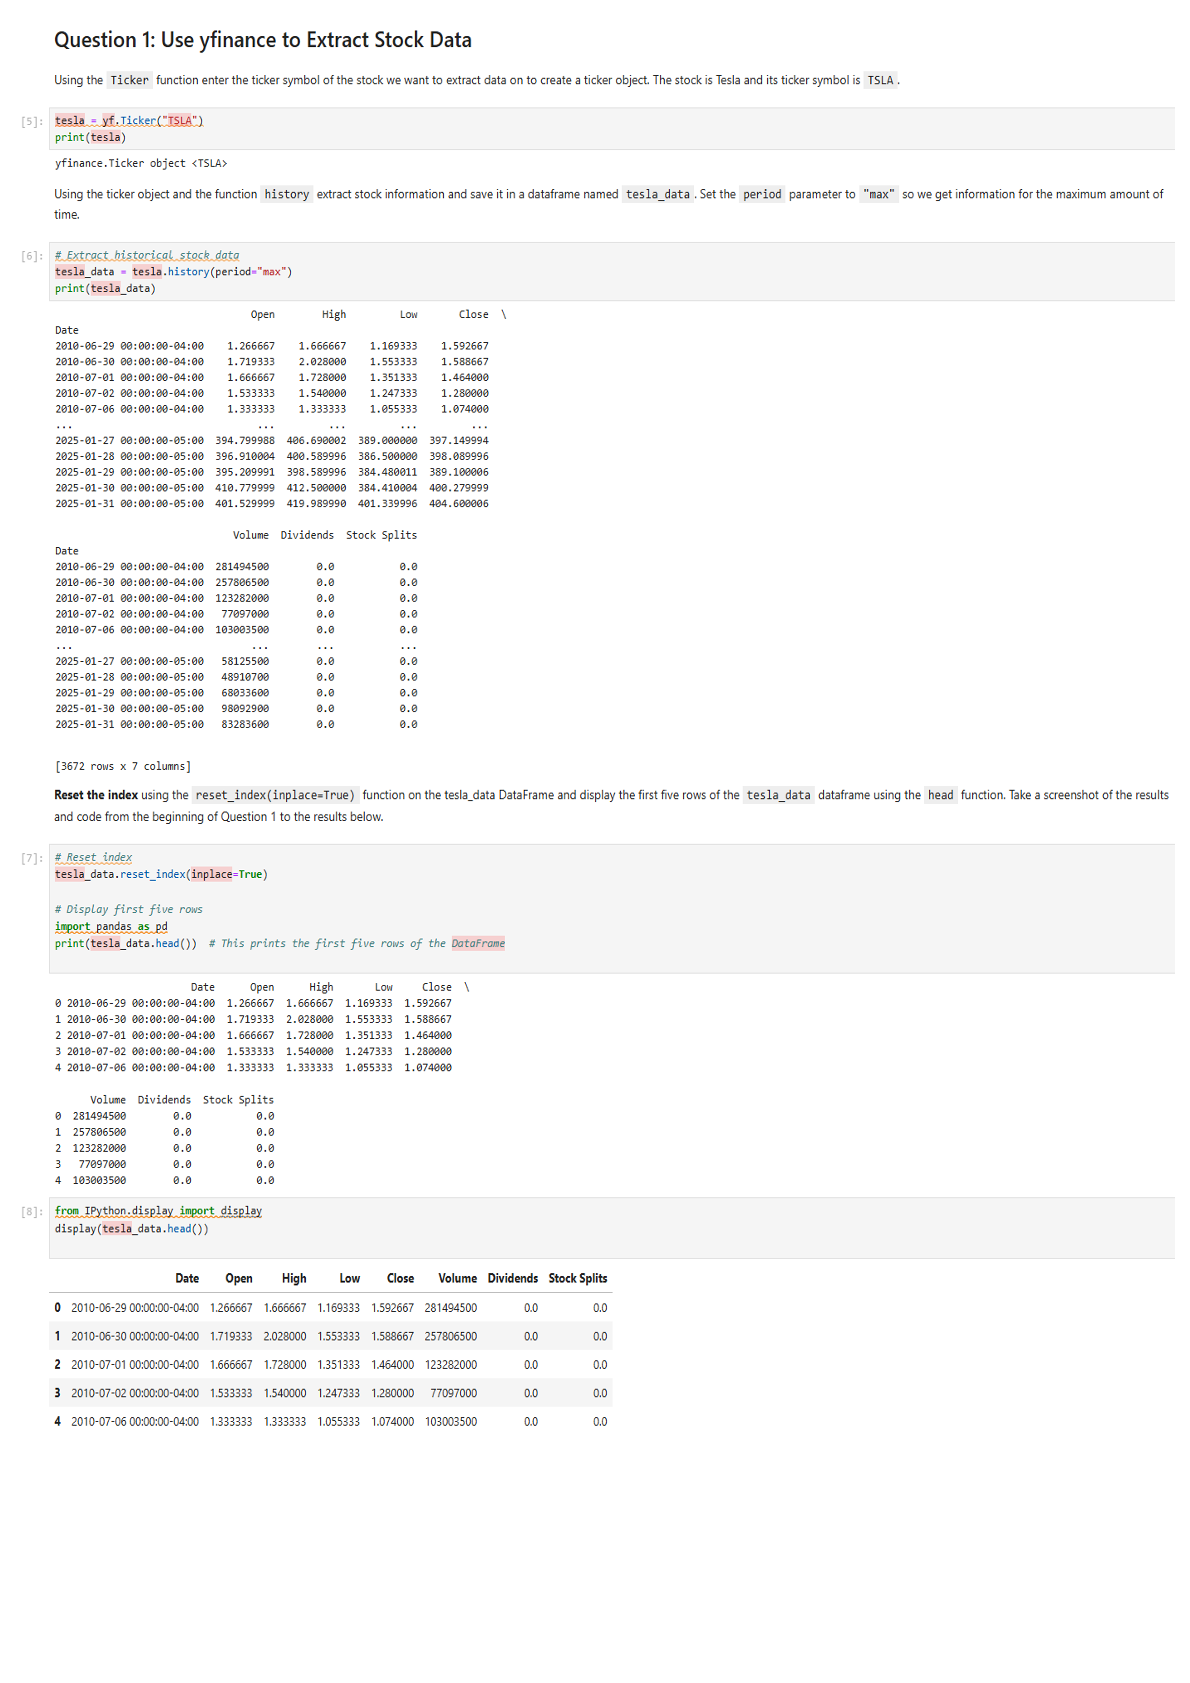 Question 1: Use yfinance to Extract Stock Data
Using the Ticker function enter the ticker symbol of the stock we want to extract data on to create a ticker object. The stock is Tesla and its ticker symbol is TSLA .
[5]: tesla = yf.Ticker("TSLA")
print(tesla)
yfinance.Ticker object <TSLA>
Using the ticker object and the function history extract stock information and save it in a dataframe named tesla_data . Set the period parameter to "max" so we get information for the maximum amount of
time.
[6]: # Extract historical stock data
tesla_data = tesla.history(period="max")
print(tesla_data)
Open High Low Close \
Date
2010-06-29 00:00:00-04:00 1.266667 1.666667 1.169333 1.592667
2010-06-30 00:00:00-04:00 1.719333 2.028000 1.553333 1.588667
2010-07-01 00:00:00-04:00 1.666667 1.728000 1.351333 1.464000
2010-07-02 00:00:00-04:00 1.533333 1.540000 1.247333 1.280000
2010-07-06 00:00:00-04:00 1.333333 1.333333 1.055333 1.074000
... ... ... ... ...
2025-01-27 00:00:00-05:00 394.799988 406.690002 389.000000 397.149994
2025-01-28 00:00:00-05:00 396.910004 400.589996 386.500000 398.089996
2025-01-29 00:00:00-05:00 395.209991 398.589996 384.480011 389.100006
2025-01-30 00:00:00-05:00 410.779999 412.500000 384.410004 400.279999
2025-01-31 00:00:00-05:00 401.529999 419.989990 401.339996 404.600006
Volume Dividends Stock Splits
Date
2010-06-29 00:00:00-04:00 281494500 0.0 0.0
2010-06-30 00:00:00-04:00 257806500 0.0 0.0
2010-07-01 00:00:00-04:00 123282000 0.0 0.0
2010-07-02 00:00:00-04:00 77097000 0.0 0.0
2010-07-06 00:00:00-04:00 103003500 0.0 0.0
... ... ... ...
2025-01-27 00:00:00-05:00 58125500 0.0 0.0
2025-01-28 00:00:00-05:00 48910700 0.0 0.0
2025-01-29 00:00:00-05:00 68033600 0.0 0.0
2025-01-30 00:00:00-05:00 98092900 0.0 0.0
2025-01-31 00:00:00-05:00 83283600 0.0 0.0
[3672 rows x 7 columns]
Reset the index using the reset_index(inplace=True) function on the tesla_data DataFrame and display the first five rows of the tesla_data dataframe using the head function. Take a screenshot of the results
and code from the beginning of Question 1 to the results below.
[7]: # Reset index
tesla_data.reset_index(inplace=True)
# Display first five rows
import pandas as pd
print(tesla_data.head()) # This prints the first five rows of the DataFrame
Date Open High Low Close \
0 2010-06-29 00:00:00-04:00 1.266667 1.666667 1.169333 1.592667
1 2010-06-30 00:00:00-04:00 1.719333 2.028000 1.553333 1.588667
2 2010-07-01 00:00:00-04:00 1.666667 1.728000 1.351333 1.464000
3 2010-07-02 00:00:00-04:00 1.533333 1.540000 1.247333 1.280000
4 2010-07-06 00:00:00-04:00 1.333333 1.333333 1.055333 1.074000
Volume Dividends Stock Splits
0 281494500 0.0 0.0
1 257806500 0.0 0.0
2 123282000 0.0 0.0
3 77097000 0.0 0.0
4 103003500 0.0 0.0
[8]: from IPython.display import display
display(tesla_data.head())
Date Open High Low Close Volume Dividends Stock Splits
0 2010-06-29 00:00:00-04:00 1.266667 1.666667 1.169333 1.592667 281494500 0.0 0.0
1 2010-06-30 00:00:00-04:00 1.719333 2.028000 1.553333 1.588667 257806500 0.0 0.0
2 2010-07-01 00:00:00-04:00 1.666667 1.728000 1.351333 1.464000 123282000 0.0 0.0
3 2010-07-02 00:00:00-04:00 1.533333 1.540000 1.247333 1.280000 77097000 0.0 0.0
4 2010-07-06 00:00:00-04:00 1.333333 1.333333 1.055333 1.074000 103003500 0.0 0.0